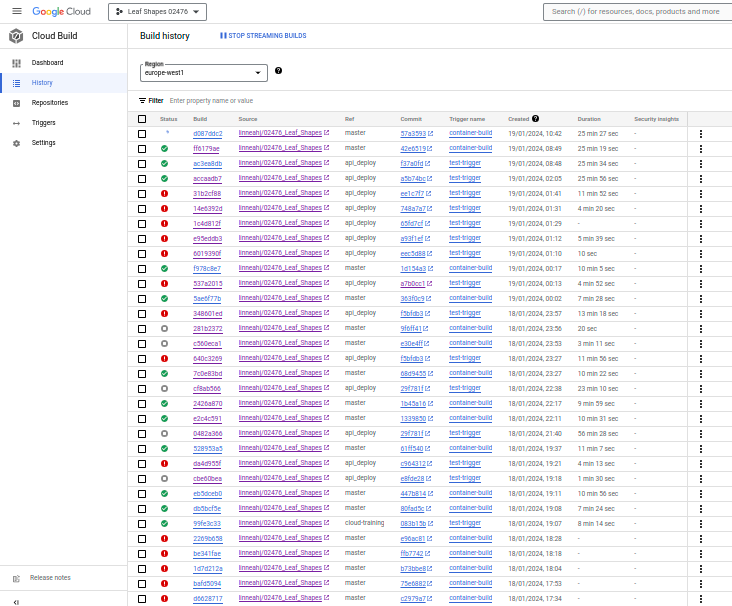 Google Cloud Leaf Shapes 02476 Search (/) for resources, docs, products and more
Cloud Build Build history STOP STREAMING BUILDS
Dashboard
History
Repositories
Triggers
Settings
Region
europe-west1
Filter Enter property name or value
Status Build Source Ref Commit Trigger name Created Duration Security insights
d087ddc2 linneahj/02476_Leaf_Shapes master 57a3593 container-build 19/01/2024, 10:42 25 min 27 sec -
ff6179ae linneahj/02476_Leaf_Shapes master 42e6519 container-build 19/01/2024, 08:49 25 min 19 sec -
ac3ea8db linneahj/02476_Leaf_Shapes api_deploy f37a0fd test-trigger 19/01/2024, 08:48 25 min 34 sec -
accaadb7 linneahj/02476_Leaf_Shapes api_deploy a5b74bc test-trigger 19/01/2024, 02:05 25 min 56 sec -
31b2cf88 linneahj/02476_Leaf_Shapes api_deploy ee1c7f7 test-trigger 19/01/2024, 01:41 11 min 52 sec -
14e6392d linneahj/02476_Leaf_Shapes api_deploy 748a7a7 test-trigger 19/01/2024, 01:31 4 min 20 sec -
1c4d812f linneahj/02476_Leaf_Shapes api_deploy 65fd7cf test-trigger 19/01/2024, 01:29 - -
e95eddb3 linneahj/02476_Leaf_Shapes api_deploy a93f1ef test-trigger 19/01/2024, 01:12 5 min 39 sec -
6019390f linneahj/02476_Leaf_Shapes api_deploy eec5d88 test-trigger 19/01/2024, 01:10 10 sec -
f978c8e7 linneahj/02476_Leaf_Shapes master 1d154a3 container-build 19/01/2024, 00:17 10 min 5 sec -
537a2015 linneahj/02476_Leaf_Shapes api_deploy a7b0cc1 test-trigger 19/01/2024, 00:13 4 min 52 sec -
5ae6f77b linneahj/02476_Leaf_Shapes master 363f0c9 container-build 19/01/2024, 00:02 7 min 28 sec -
348601ed linneahj/02476_Leaf_Shapes api_deploy f5bfdb3 test-trigger 18/01/2024, 23:57 13 min 18 sec -
281b2372 linneahj/02476_Leaf_Shapes master 9f6ff41 container-build 18/01/2024, 23:56 20 sec -
c560eca1 linneahj/02476_Leaf_Shapes master e30e4ff container-build 18/01/2024, 23:53 3 min 11 sec -
640c3269 linneahj/02476_Leaf_Shapes api_deploy f5bfdb3 test-trigger 18/01/2024, 23:27 11 min 56 sec -
7c0e83bd linneahj/02476_Leaf_Shapes master 68d9455 container-build 18/01/2024, 23:27 10 min 22 sec -
cf8ab566 linneahj/02476_Leaf_Shapes api_deploy 29f781f test-trigger 18/01/2024, 22:38 23 min 10 sec -
2426a870 linneahj/02476_Leaf_Shapes master 1b45a16 container-build 18/01/2024, 22:17 9 min 59 sec -
e2c4c591 linneahj/02476_Leaf_Shapes master 1339850 container-build 18/01/2024, 22:11 10 min 31 sec -
0482a366 linneahj/02476_Leaf_Shapes api_deploy 29f781f test-trigger 18/01/2024, 21:40 56 min 28 sec -
528953a5 linneahj/02476_Leaf_Shapes master 61ff540 container-build 18/01/2024, 19:37 11 min 7 sec -
da4d955f linneahj/02476_Leaf_Shapes api_deploy c964312 test-trigger 18/01/2024, 19:21 4 min 13 sec -
cbe60bea linneahj/02476_Leaf_Shapes api_deploy e8fde28 test-trigger 18/01/2024, 19:18 1 min 30 sec -
eb5dceb0 linneahj/02476_Leaf_Shapes master 447b814 container-build 18/01/2024, 19:11 10 min 56 sec -
db5bcf5e linneahj/02476_Leaf_Shapes master 80fad5c container-build 18/01/2024, 19:08 7 min 24 sec -
99fe3c33 linneahj/02476_Leaf_Shapes cloud-training 083b15b test-trigger 18/01/2024, 19:07 8 min 14 sec -
2269b658 linneahj/02476_Leaf_Shapes master e96ac81 container-build 18/01/2024, 18:28 - -
be341fae linneahj/02476_Leaf_Shapes master ffb7742 container-build 18/01/2024, 18:18 - -
1d7d212a linneahj/02476_Leaf_Shapes master b73bbe8 container-build 18/01/2024, 18:04 - -
bafd5094 linneahj/02476_Leaf_Shapes master 75e6882 container-build 18/01/2024, 17:53 - -
d6628717 linneahj/02476_Leaf_Shapes master c2979a7 container-build 18/01/2024, 17:34 - -
Release notes